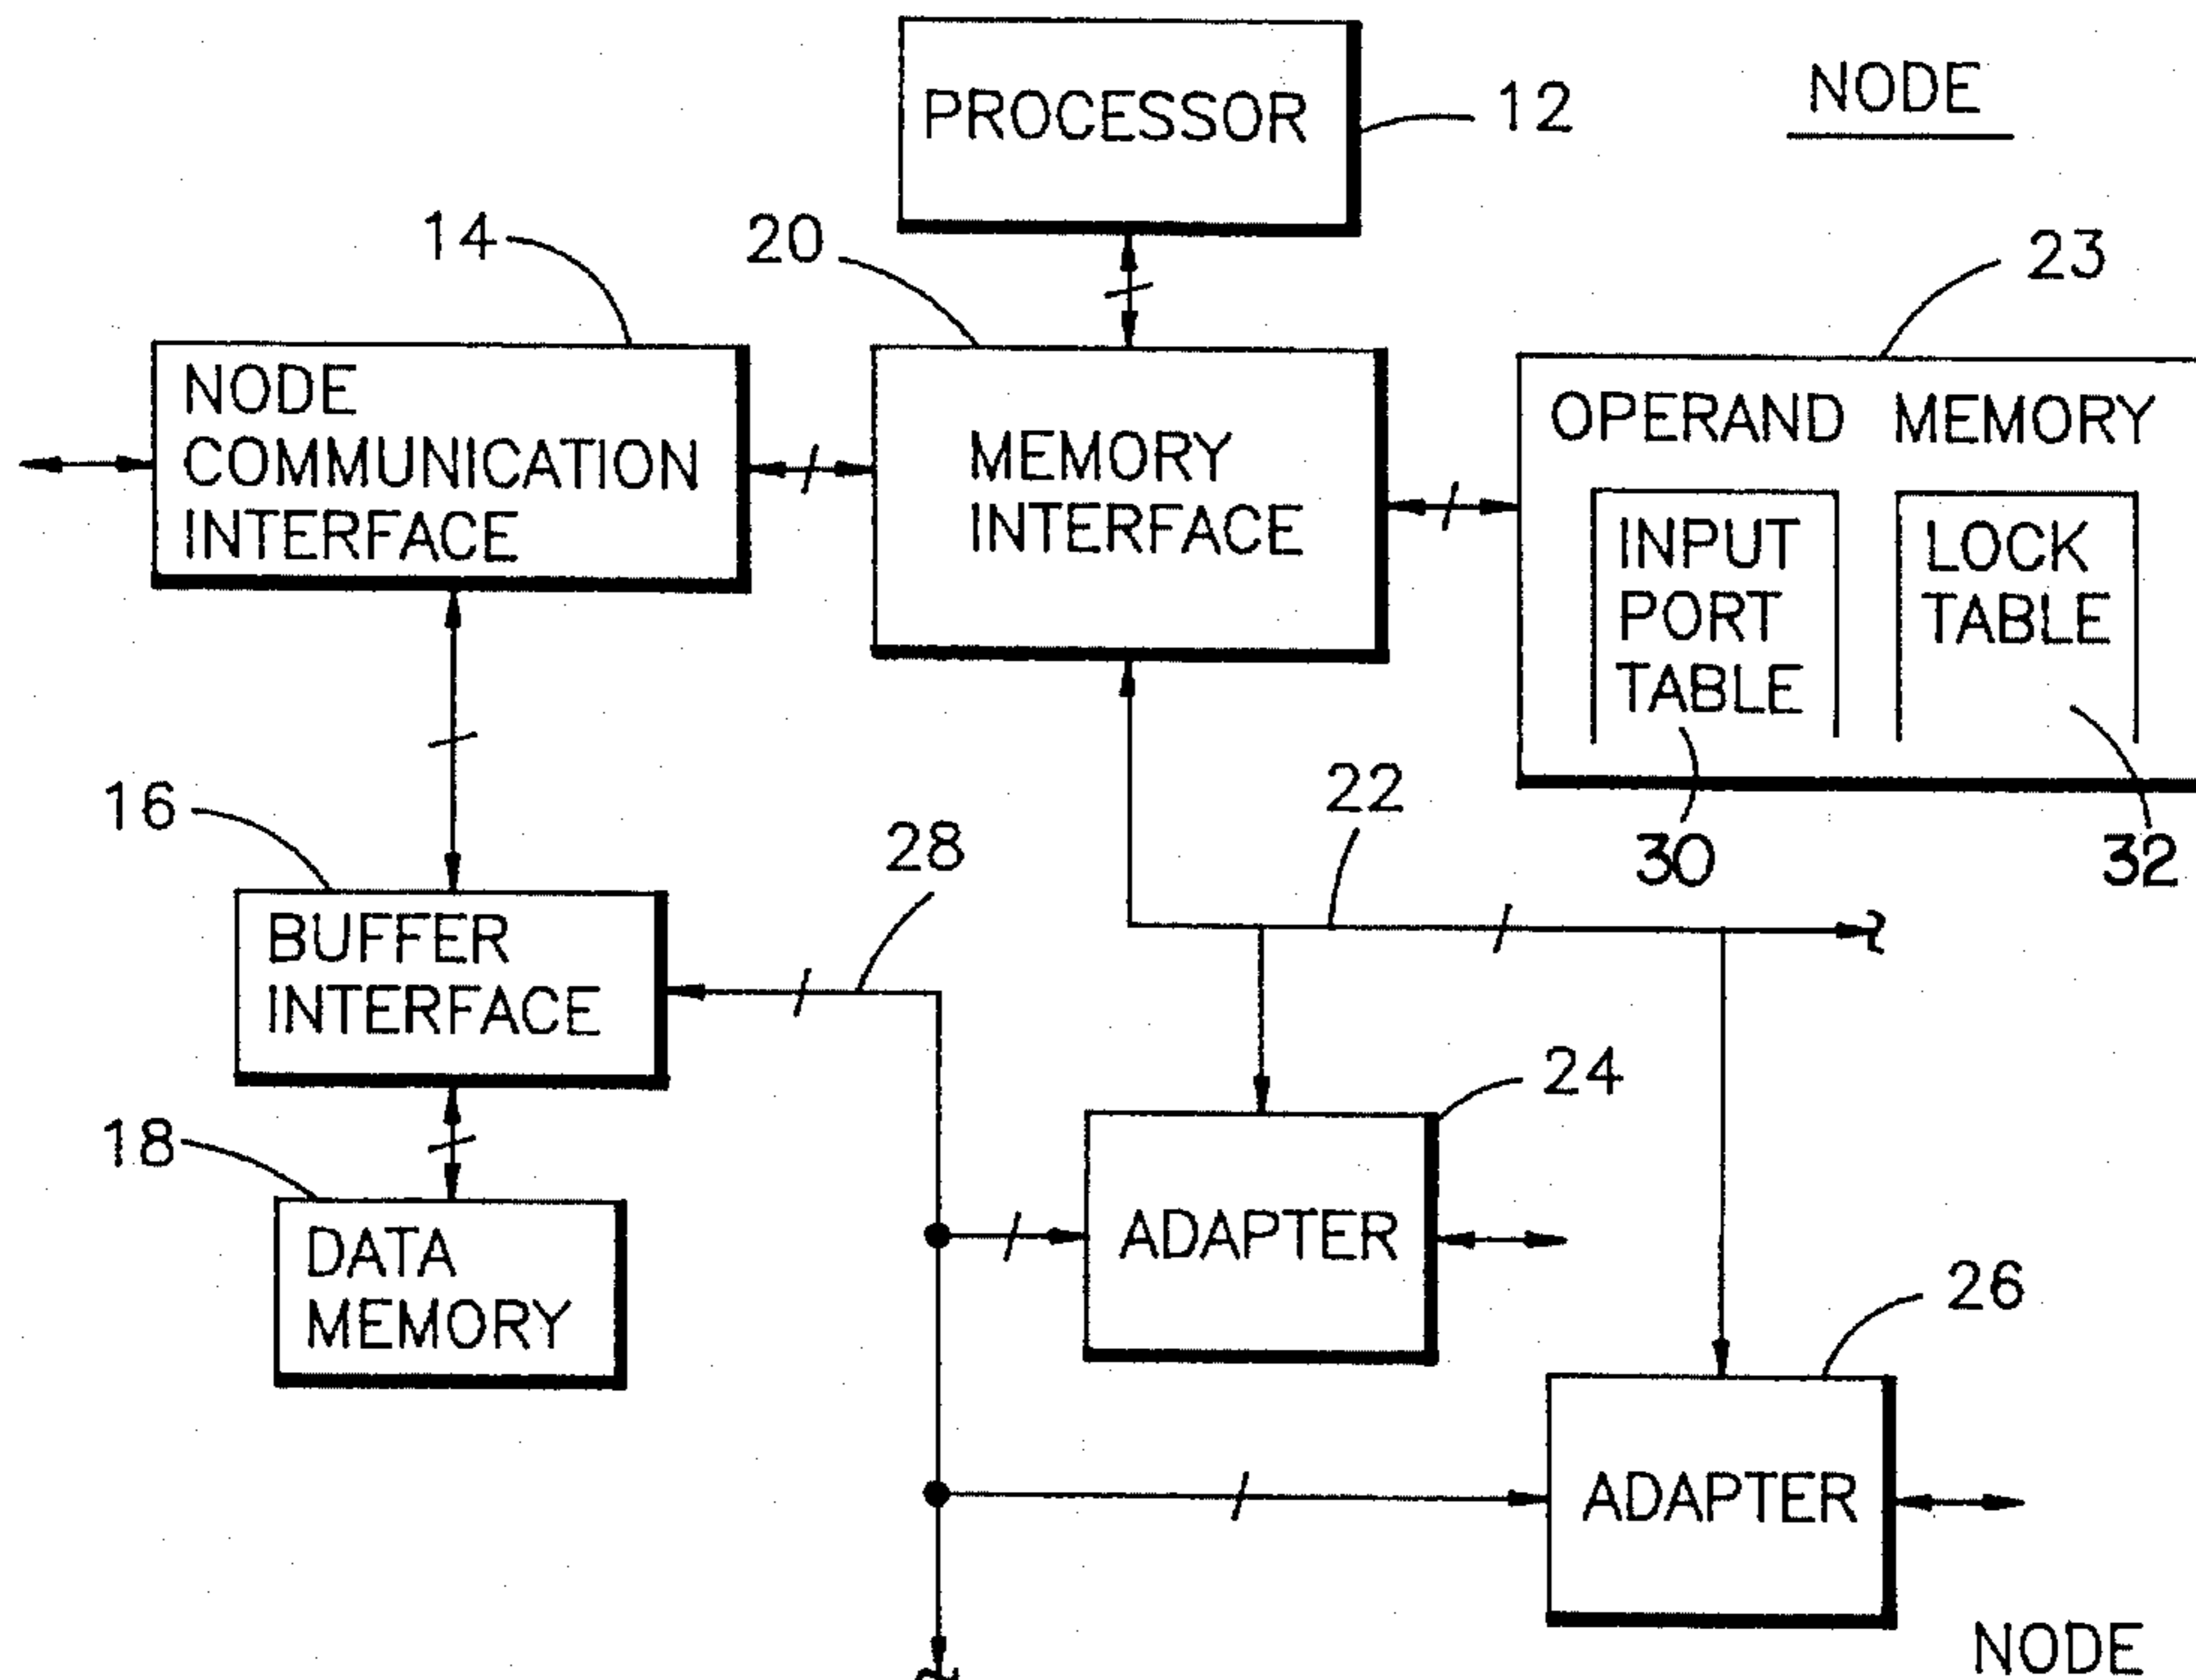 PROCESSOR
12
NODE
14
20
23
NODE
COMMUNICATION
INTERFACE
MEMORY
INTERFACE
OPERAND MEMORY
INPUT
PORT
TABLE
LOCK
TABLE
30
32
16
28
22
BUFFER
INTERFACE
24
18
DATA
MEMORY
ADAPTER
26
ADAPTER
NODE